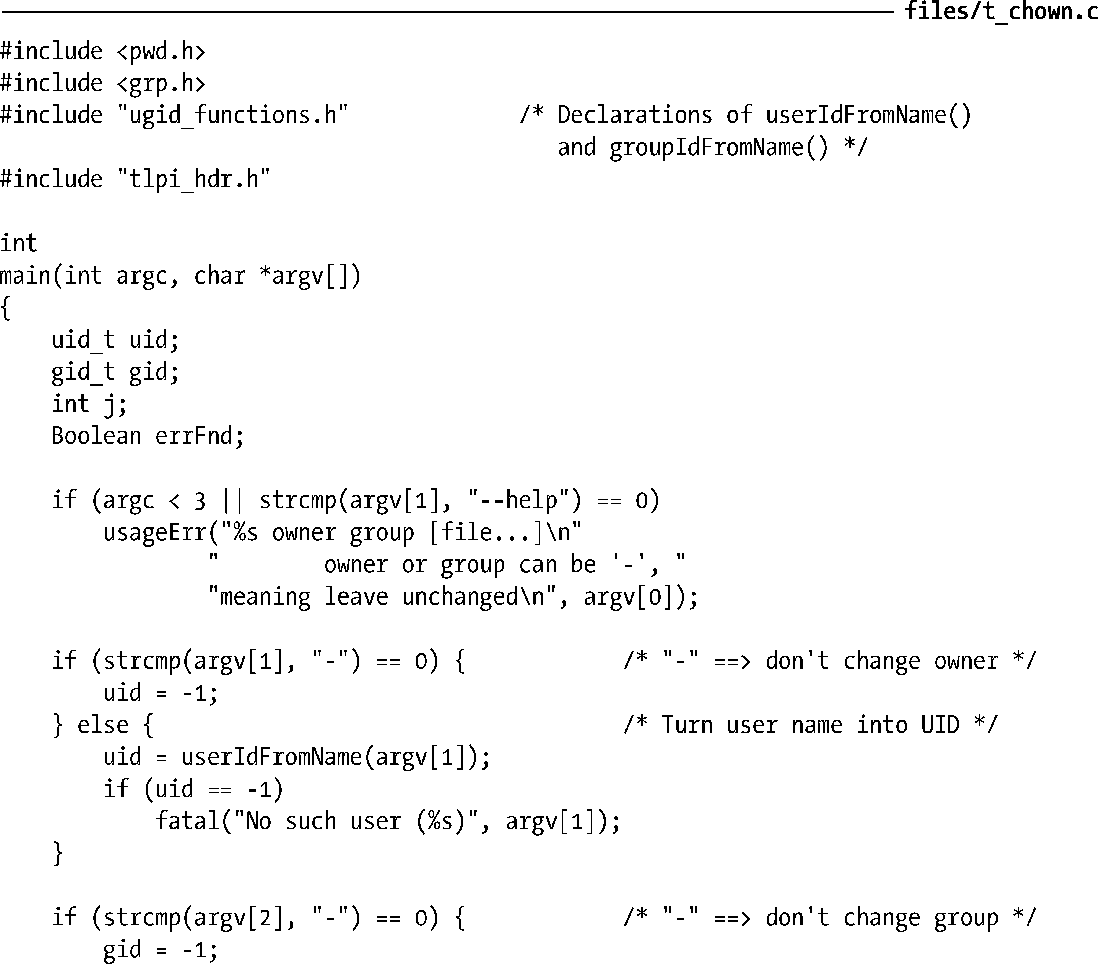 files/t_chown.c
#include <pwd.h>
#include <grp.h>
#include "ugid_functions.h"             /* Declarations of userIdFromName()
                                           and groupIdFromName() */
#include "tlpi_hdr.h"

int
main(int argc, char *argv[])
{
    uid_t uid;
    gid_t gid;
    int j;
    Boolean errFnd;

    if (argc < 3 || strcmp(argv[1], "--help") == 0)
        usageErr("%s owner group [file...]\n"
                "        owner or group can be '-', "
                "meaning leave unchanged\n", argv[0]);

    if (strcmp(argv[1], "-") == 0) {            /* "-" ==> don't change owner */
        uid = -1;
    } else {                                    /* Turn user name into UID */
        uid = userIdFromName(argv[1]);
        if (uid == -1)
            fatal("No such user (%s)", argv[1]);
    }

    if (strcmp(argv[2], "-") == 0) {            /* "-" ==> don't change group */
        gid = -1;